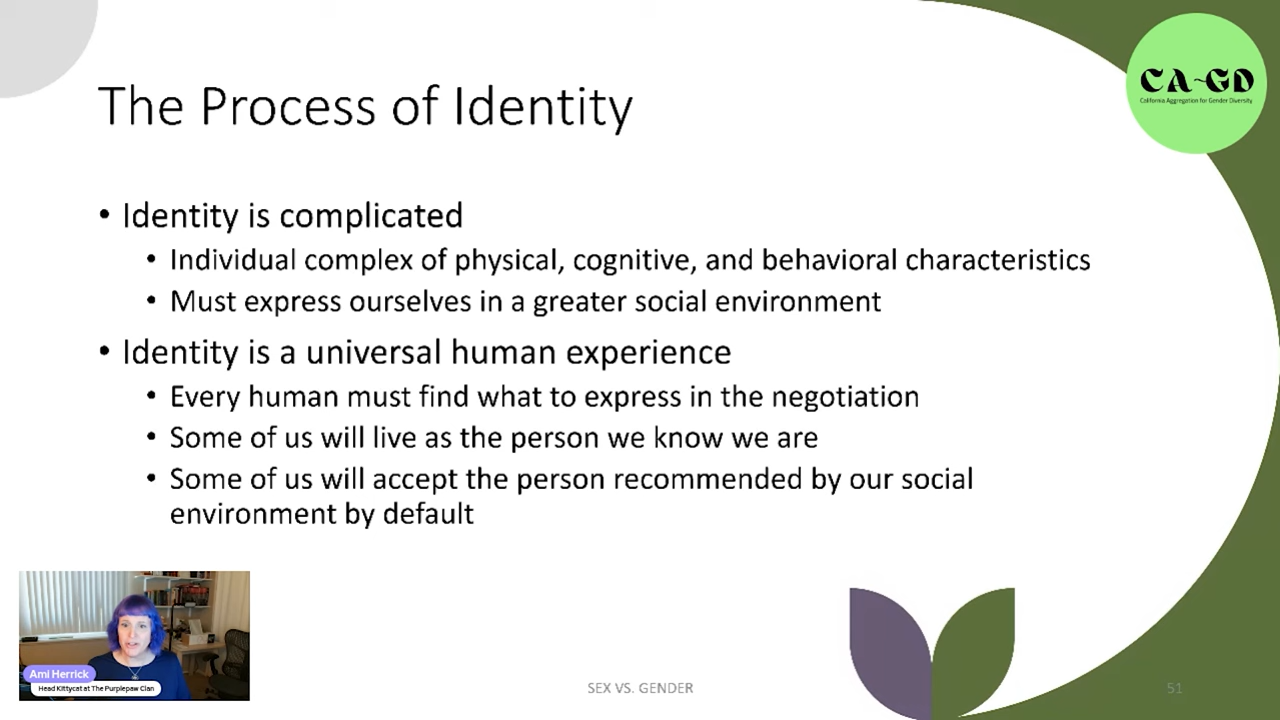 CA~GD
California Aggregation for Gender Diversity
The Process of Identity
• Identity is complicated
• Individual complex of physical, cognitive, and behavioral characteristics
• Must express ourselves in a greater social environment
• Identity is a universal human experience
• Every human must find what to express in the negotiation
• Some of us will live as the person we know we are
• Some of us will accept the person recommended by our social
environment by default
Ami Herrick
Head Kittycat at The Purplepaw Clan
SEX VS. GENDER
51